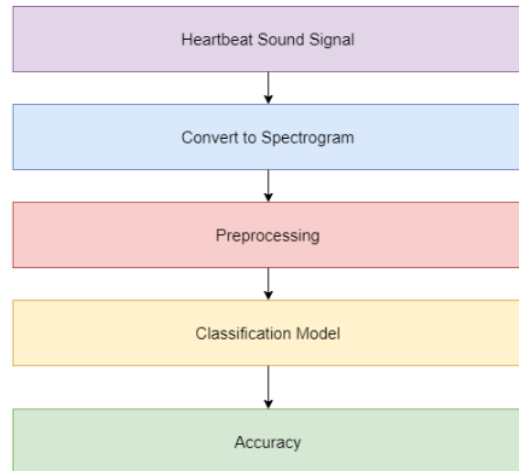 Heartbeat Sound Signal
Convert to Spectrogram
Preprocessing
Classification Model
Accuracy